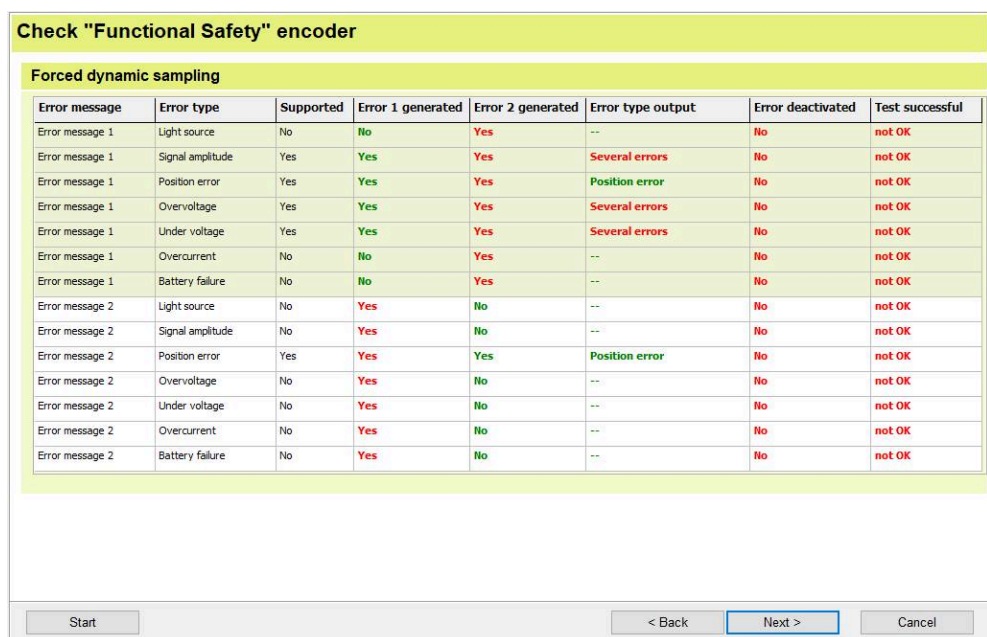 Check "Functional Safety" encoder
Forced dynamic sampling
Error message Error type Supported Error 1 generated Error 2 generated Error type output Error deactivated Test successful
Error message 1 Light source No No Yes -- No not OK
Error message 1 Signal amplitude Yes Yes Yes Several errors No not OK
Error message 1 Position error Yes Yes Yes Position error No not OK
Error message 1 Overvoltage Yes Yes Yes Several errors No not OK
Error message 1 Under voltage Yes Yes Yes Several errors No not OK
Error message 1 Overcurrent No No Yes -- No not OK
Error message 1 Battery failure No No Yes -- No not OK
Error message 2 Light source No Yes No -- No not OK
Error message 2 Signal amplitude No Yes No -- No not OK
Error message 2 Position error Yes Yes Yes Position error No not OK
Error message 2 Overvoltage No Yes No -- No not OK
Error message 2 Under voltage No Yes No -- No not OK
Error message 2 Overcurrent No Yes No -- No not OK
Error message 2 Battery failure No Yes No -- No not OK
Start < Back Next > Cancel